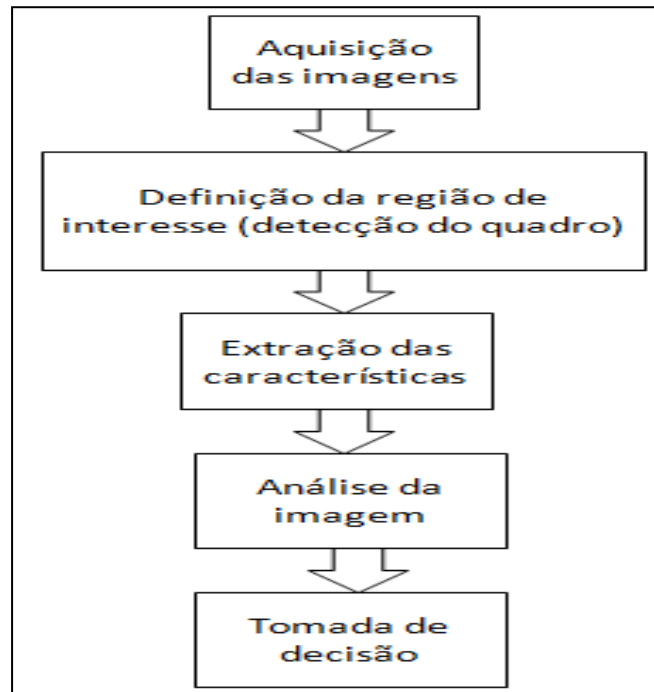 Aquisição
das imagens
Definição da região de
interesse (detecção do quadro)
Extração das
características
Análise da
imagem
Tomada de
decisão